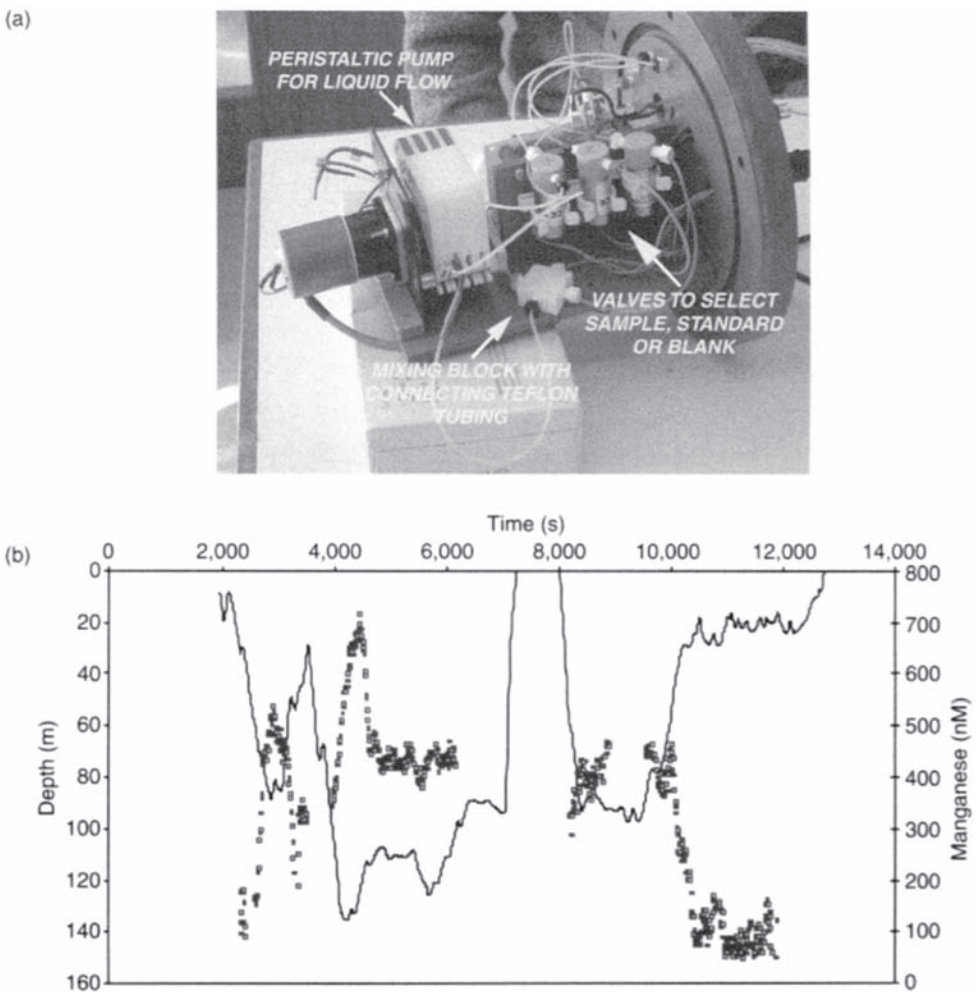 (a)
PERISTALTIC PUMP
FOR LIQUID FLOW
VALVES TO SELECT
SAMPLE, STANDARD
OR BLANK
MIXING BLOCK WITH
CONNECTING TEFLON
TUBING
(b)
Time (s)
0 2,000 4,000 6,000 8,000 10,000 12,000 14,000
Depth (m)
0
20
40
60
80
100
120
140
160
800
700
600
500
400
300
200
100
0
Manganese (nM)